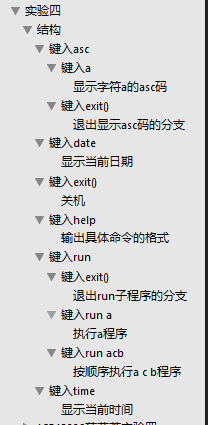 实验四
结构
键入asc
键入a
显示字符a的asc码
键入exit()
退出显示asc码的分支
键入date
显示当前日期
键入exit()
关机
键入help
输出具体命令的格式
键入run
键入exit()
退出run子程序的分支
键入run a
执行a程序
键入run acb
按顺序执行a c b程序
键入time
显示当前时间